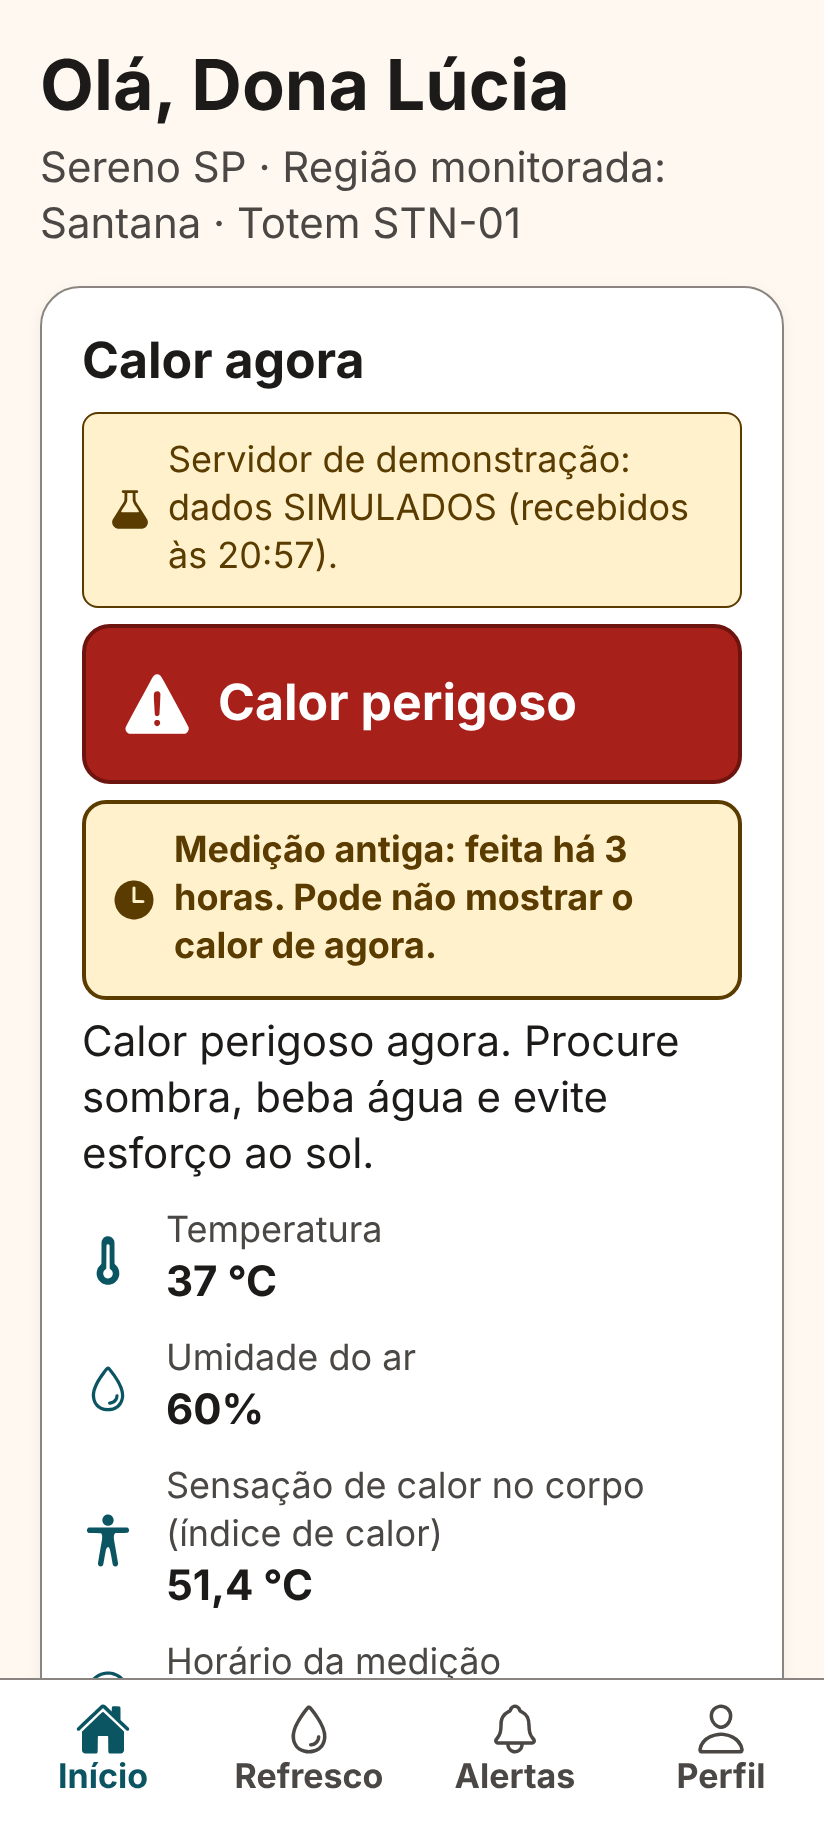 Olá, Dona Lúcia
Sereno SP · Região monitorada:
Santana · Totem STN-01
Calor agora
Servidor de demonstração:
dados SIMULADOS (recebidos
às 20:57).
Calor perigoso
Medição antiga: feita há 3
horas. Pode não mostrar o
calor de agora.
Calor perigoso agora. Procure
sombra, beba água e evite
esforço ao sol.
Temperatura
37 °C
Umidade do ar
60%
Sensação de calor no corpo
(índice de calor)
51,4 °C
Horário da medição
Início
Refresco
Alertas
Perfil